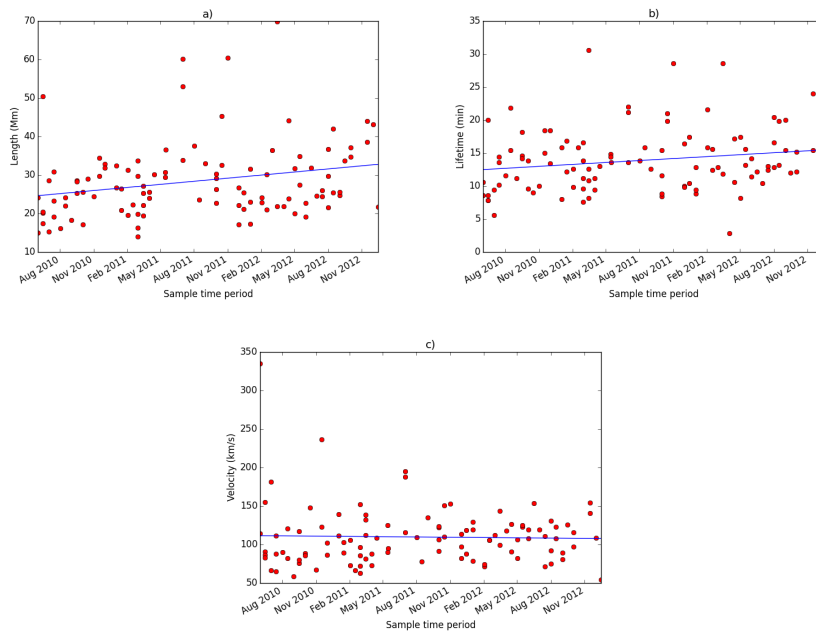 a)
70
60
50
40
30
20
10
Length (Mm)
Aug 2010 Nov 2010 Feb 2011 May 2011 Aug 2011 Nov 2011 Feb 2012 May 2012 Aug 2012 Nov 2012
Sample time period
b)
35
30
25
20
15
10
5
0
Lifetime (min)
Aug 2010 Nov 2010 Feb 2011 May 2011 Aug 2011 Nov 2011 Feb 2012 May 2012 Aug 2012 Nov 2012
Sample time period
c)
350
300
250
200
150
100
50
Velocity (km/s)
Aug 2010 Nov 2010 Feb 2011 May 2011 Aug 2011 Nov 2011 Feb 2012 May 2012 Aug 2012 Nov 2012
Sample time period